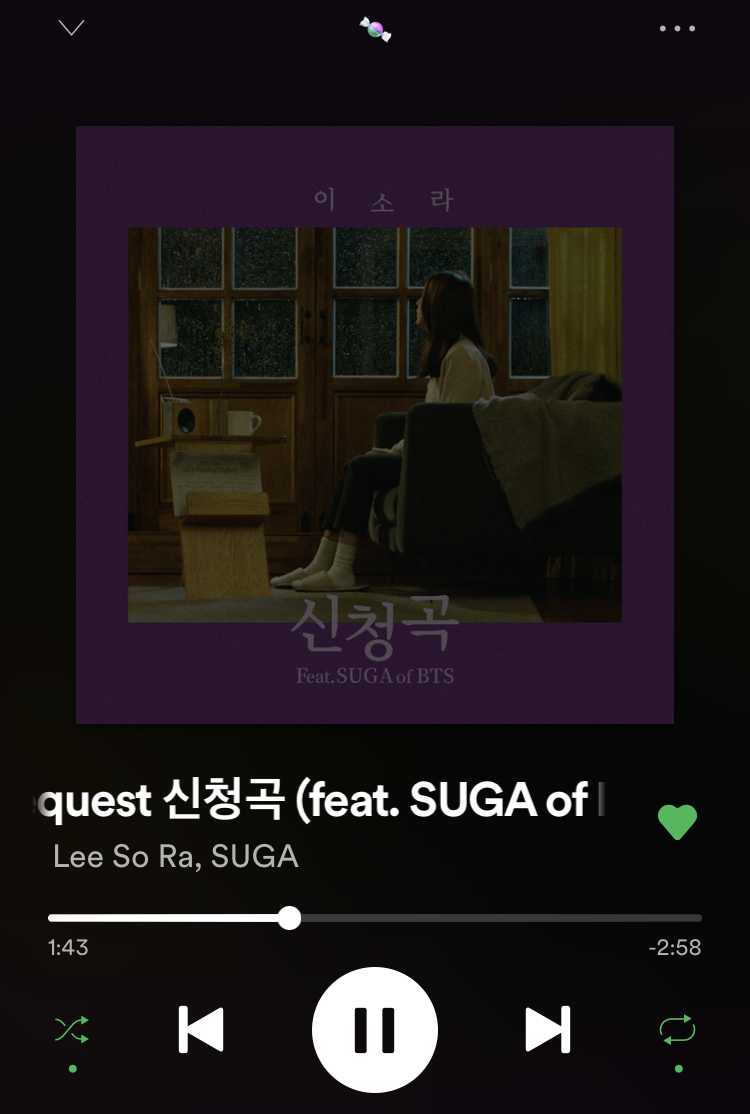 이 소 라
신청곡
Feat.SUGA of BTS
quest 신청곡 (feat. SUGA of
Lee So Ra, SUGA
1:43
-2:58